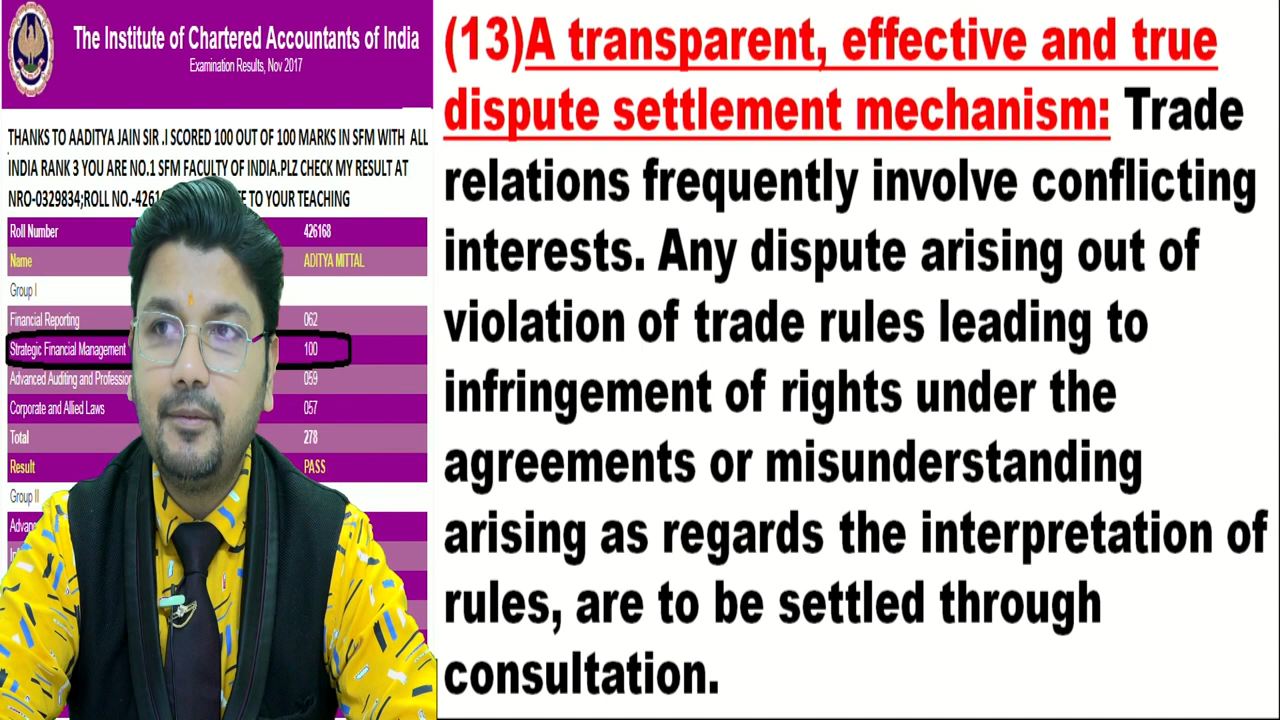 The Institute of Chartered Accountants of India
Examination Results, Nov 2017
THANKS TO AADITYA JAIN SIR .I SCORED 100 OUT OF 100 MARKS IN SFM WITH ALL
INDIA RANK 3 YOU ARE NO.1 SFM FACULTY OF INDIA.PLZ CHECK MY RESULT AT
NRO-0329834;ROLL NO.-4261 TO YOUR TEACHING
Roll Number 426168
Name ADITYA MITTAL
Group I
Financial Reporting 062
Strategic Financial Management 100
Advanced Auditing and Profession 059
Corporate and Allied Laws 057
Total 278
Result PASS
Group II
(13)A transparent, effective and true
dispute settlement mechanism: Trade
relations frequently involve conflicting
interests. Any dispute arising out of
violation of trade rules leading to
infringement of rights under the
agreements or misunderstanding
arising as regards the interpretation of
rules, are to be settled through
consultation.